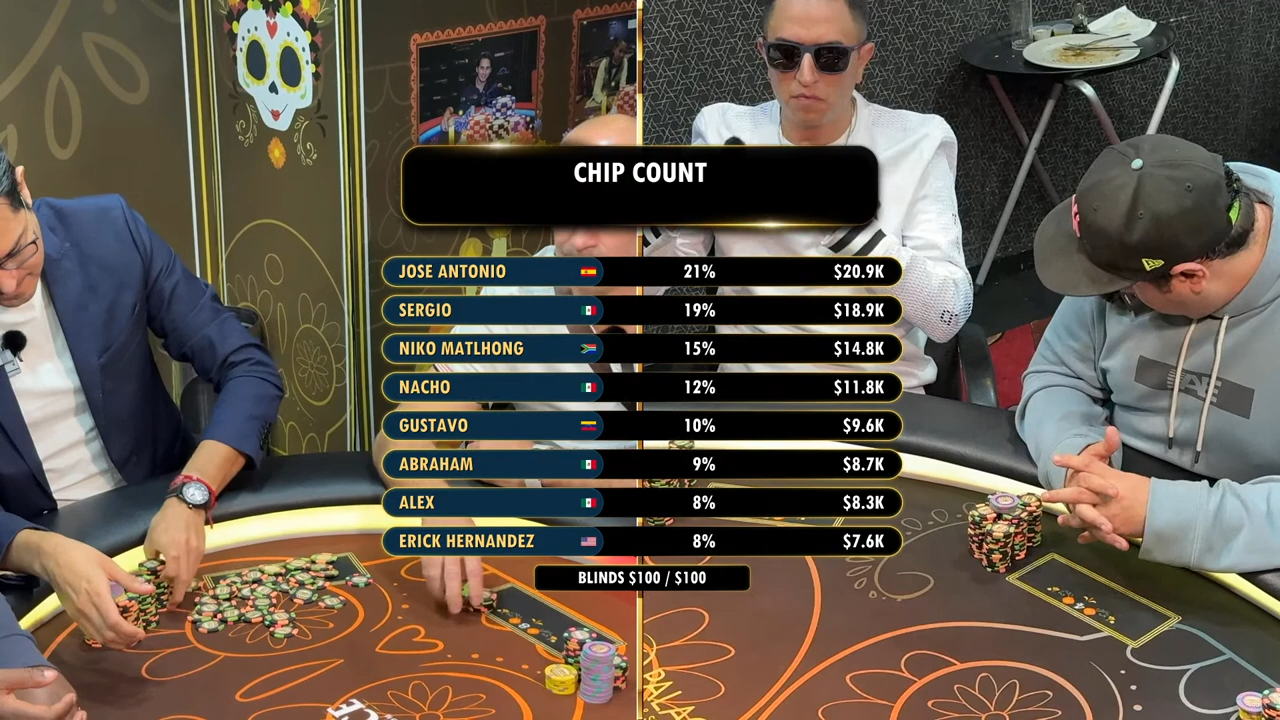 CHIP COUNT
JOSE ANTONIO 21% $20.9K
SERGIO 19% $18.9K
NIKO MATLHONG 15% $14.8K
NACHO 12% $11.8K
GUSTAVO 10% $9.6K
ABRAHAM 9% $8.7K
ALEX 8% $8.3K
ERICK HERNANDEZ 8% $7.6K
BLINDS $100 / $100